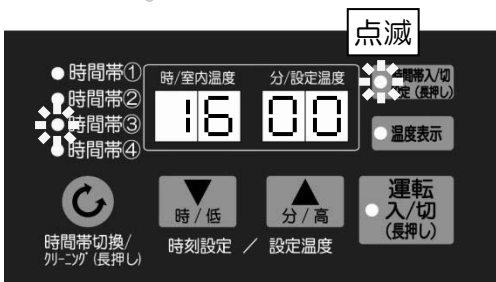 点滅
時間帯①
時/室内温度
分/設定温度
時間帯入/切
定(長押し)
時間帯②
16 00
時間帯③
温度表示
時間帯④
運転
入/切
(長押し)
時/低
分/高
時間帯切換/
クリーニング(長押し)
時刻設定 / 設定温度